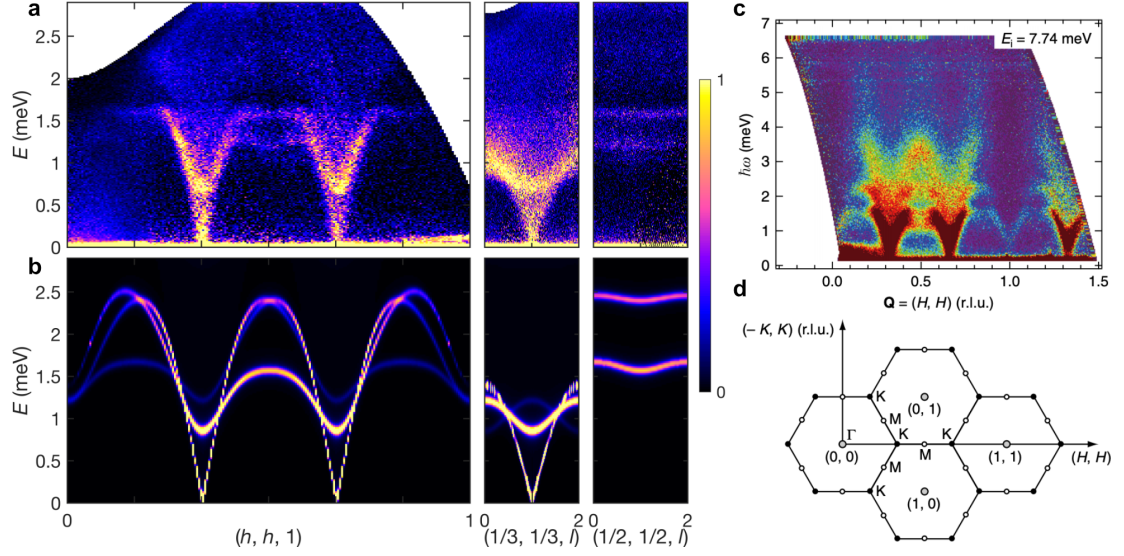 a
E (meV)
2.5
2
1.5
1
0.5
0
b
E (meV)
2.5
2
1.5
1
0.5
0
0
1
(h, h, 1)
0
2
(1/3, 1/3, l)
0
2
(1/2, 1/2, l)
1
0
c
Ei = 7.74 meV
ħω (meV)
7
6
5
4
3
2
1
0
0.0
0.5
1.0
1.5
Q = (H, H) (r.l.u.)
d
(– K, K) (r.l.u.)
K
(0, 1)
M
Γ
K
K
(0, 0)
M
(1, 1)
(H, H)
M
K
(1, 0)